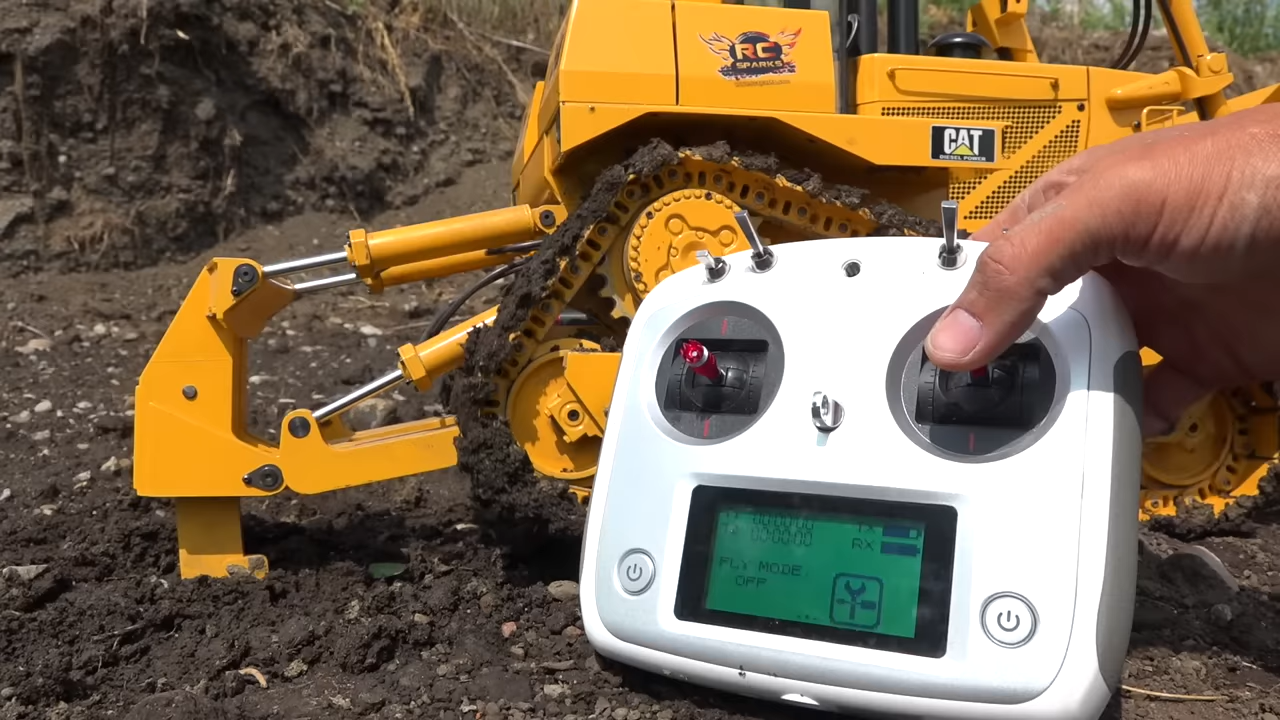 RC
SPARKS
CAT
DIESEL POWER
00:00:00
TX
00:00:00
RX
FLY MODE
OFF